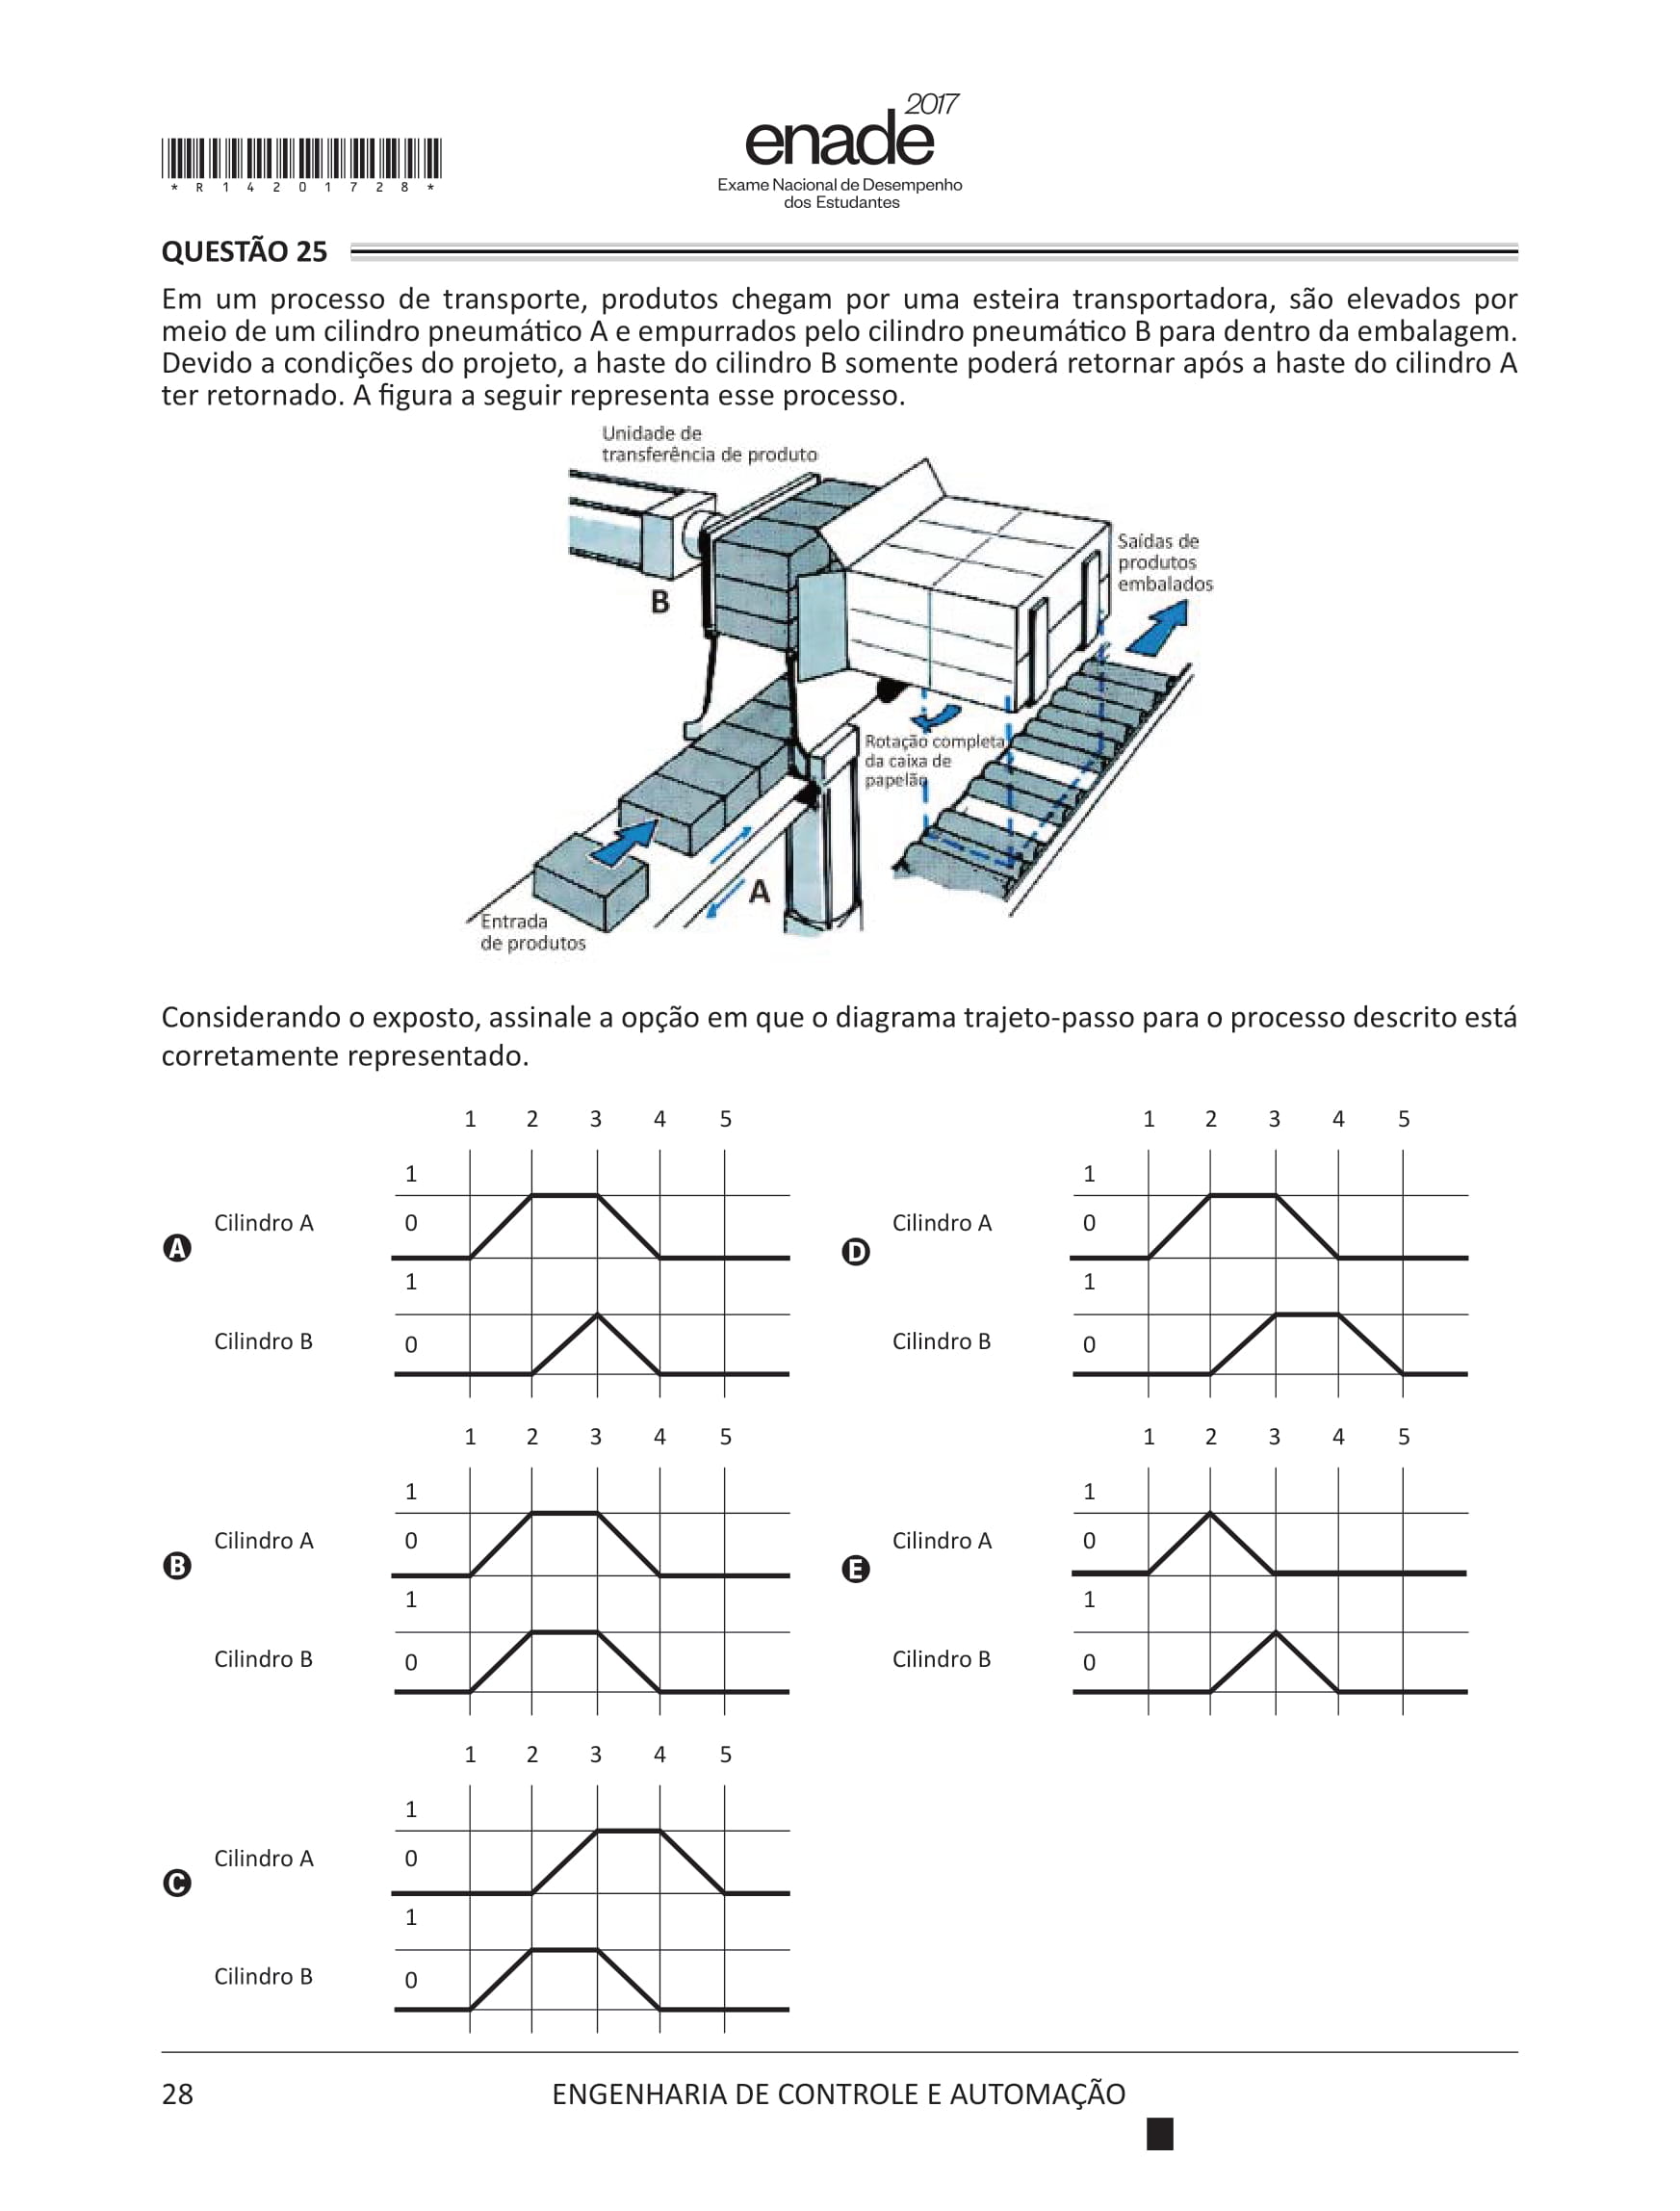 2017
enade
Exame Nacional de Desempenho
dos Estudantes
* R 1 4 2 0 1 7 2 8 *
QUESTÃO 25
Em um processo de transporte, produtos chegam por uma esteira transportadora, são elevados por
meio de um cilindro pneumático A e empurrados pelo cilindro pneumático B para dentro da embalagem.
Devido a condições do projeto, a haste do cilindro B somente poderá retornar após a haste do cilindro A
ter retornado. A figura a seguir representa esse processo.
Unidade de
transferência de produto
Saídas de
produtos
embalados
B
Rotação completa
da caixa de
papelão
A
Entrada
de produtos
Considerando o exposto, assinale a opção em que o diagrama trajeto-passo para o processo descrito está
corretamente representado.
1 2 3 4 5
1
Cilindro A 0
A
1
Cilindro B 0
1 2 3 4 5
1
Cilindro A 0
B
1
Cilindro B 0
1 2 3 4 5
1
Cilindro A 0
C
1
Cilindro B 0
1 2 3 4 5
1
Cilindro A 0
D
1
Cilindro B 0
1 2 3 4 5
1
Cilindro A 0
E
1
Cilindro B 0
28 ENGENHARIA DE CONTROLE E AUTOMAÇÃO